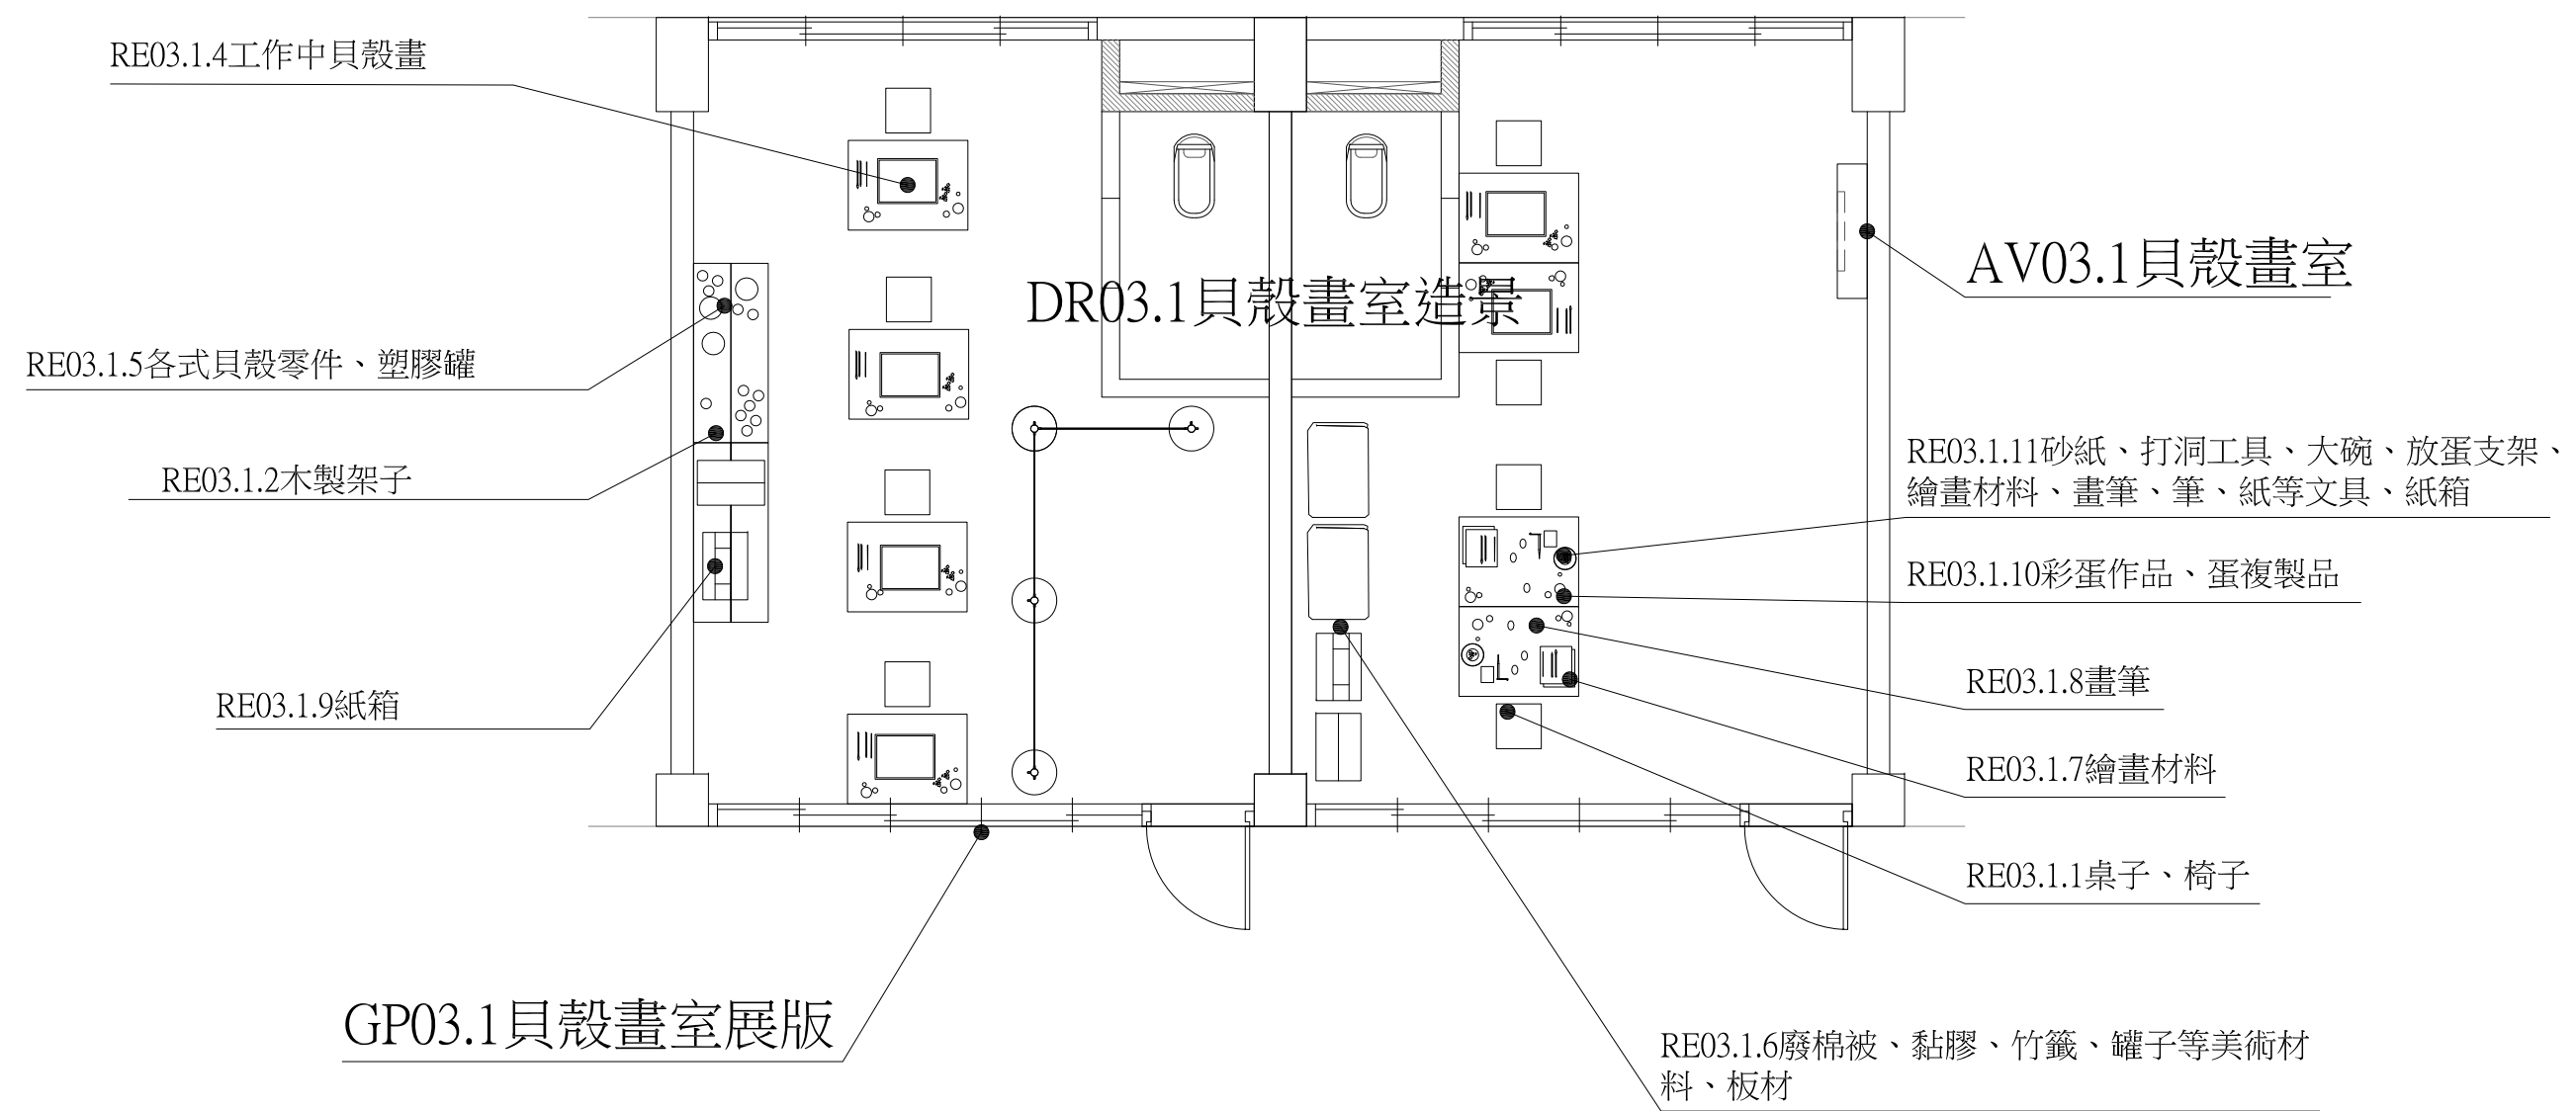 RE03.1.4工作中貝殼畫
AV03.1貝殼畫室
DR03.1貝殼畫室造景
RE03.1.5各式貝殼零件、塑膠罐
RE03.1.2木製架子
RE03.1.11砂紙、打洞工具、大碗、放蛋支架、
繪畫材料、畫筆、筆、紙等文具、紙箱
RE03.1.10彩蛋作品、蛋複製品
RE03.1.9紙箱
RE03.1.8畫筆
RE03.1.7繪畫材料
RE03.1.1桌子、椅子
GP03.1貝殼畫室展版
RE03.1.6廢棉被、黏膠、竹籤、罐子等美術材
料、板材